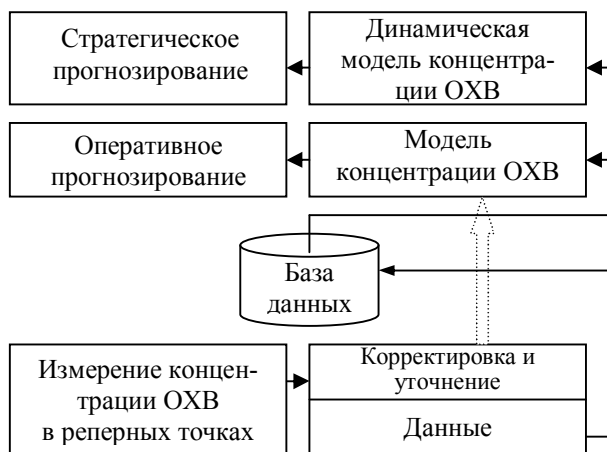 Стратегическое
прогнозирование
Динамическая
модель концентра-
ции ОХВ
Оперативное
прогнозирование
Модель
концентрации ОХВ
База
данных
Измерение концен-
трации ОХВ
в реперных точках
Корректировка и
уточнение
Данные